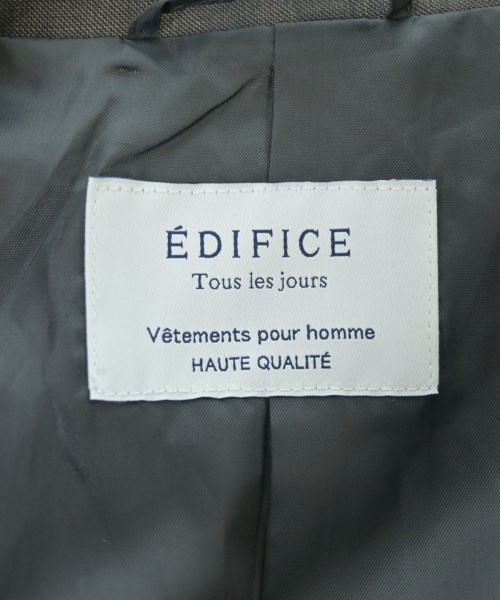 ÉDIFICE
Tous les jours
Vêtements pour homme
HAUTE QUALITÉ